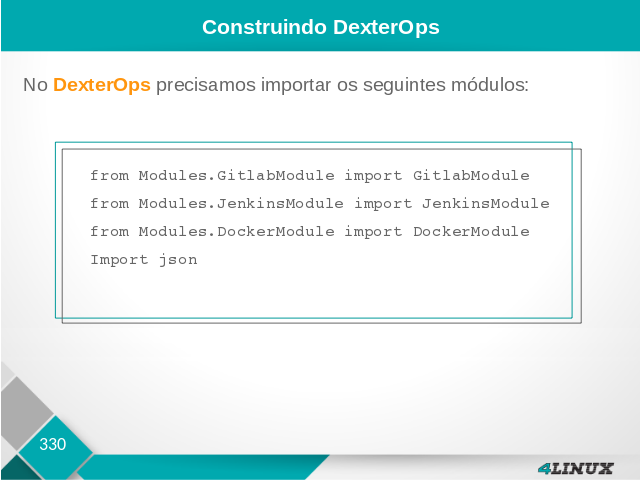 Construindo DexterOps
No DexterOps precisamos importar os seguintes módulos:
from Modules.GitlabModule import GitlabModule
from Modules.JenkinsModule import JenkinsModule
from Modules.DockerModule import DockerModule
Import json
330
4LINUX